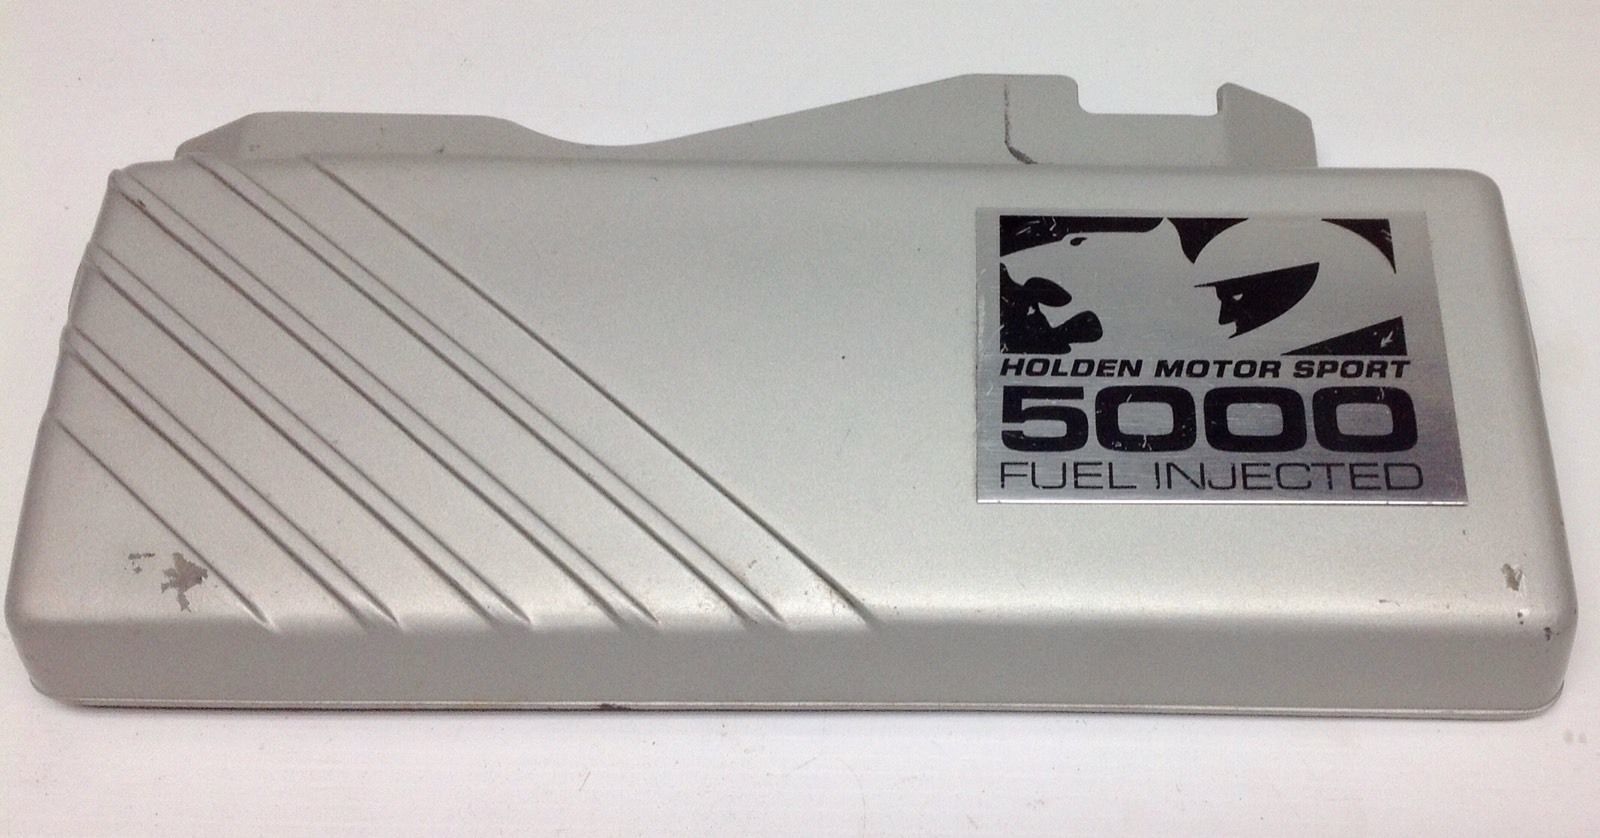 HOLDEN MOTOR SPORT
5000
FUEL INJECTED